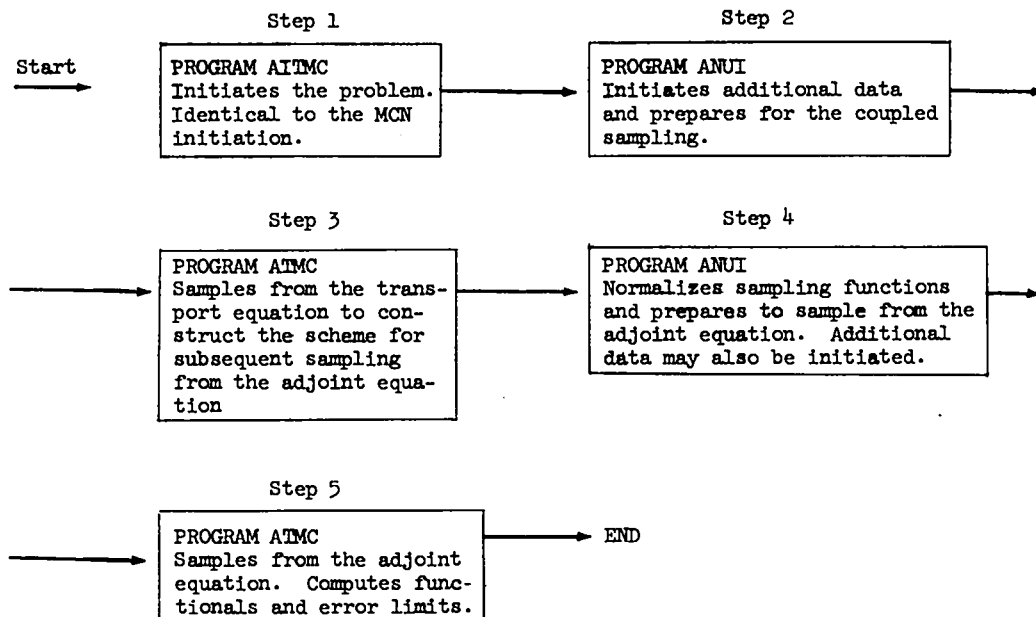 Step 1
Start
PROGRAM AITMC
Initiates the problem.
Identical to the MCN
initiation.
Step 2
PROGRAM ANUI
Initiates additional data
and prepares for the coupled
sampling.
Step 3
PROGRAM ATMC
Samples from the trans-
port equation to con-
struct the scheme for
subsequent sampling
from the adjoint equa-
tion
Step 4
PROGRAM ANUI
Normalizes sampling functions
and prepares to sample from the
adjoint equation. Additional
data may also be initiated.
Step 5
PROGRAM ATMC
Samples from the adjoint
equation. Computes func-
tionals and error limits.
END